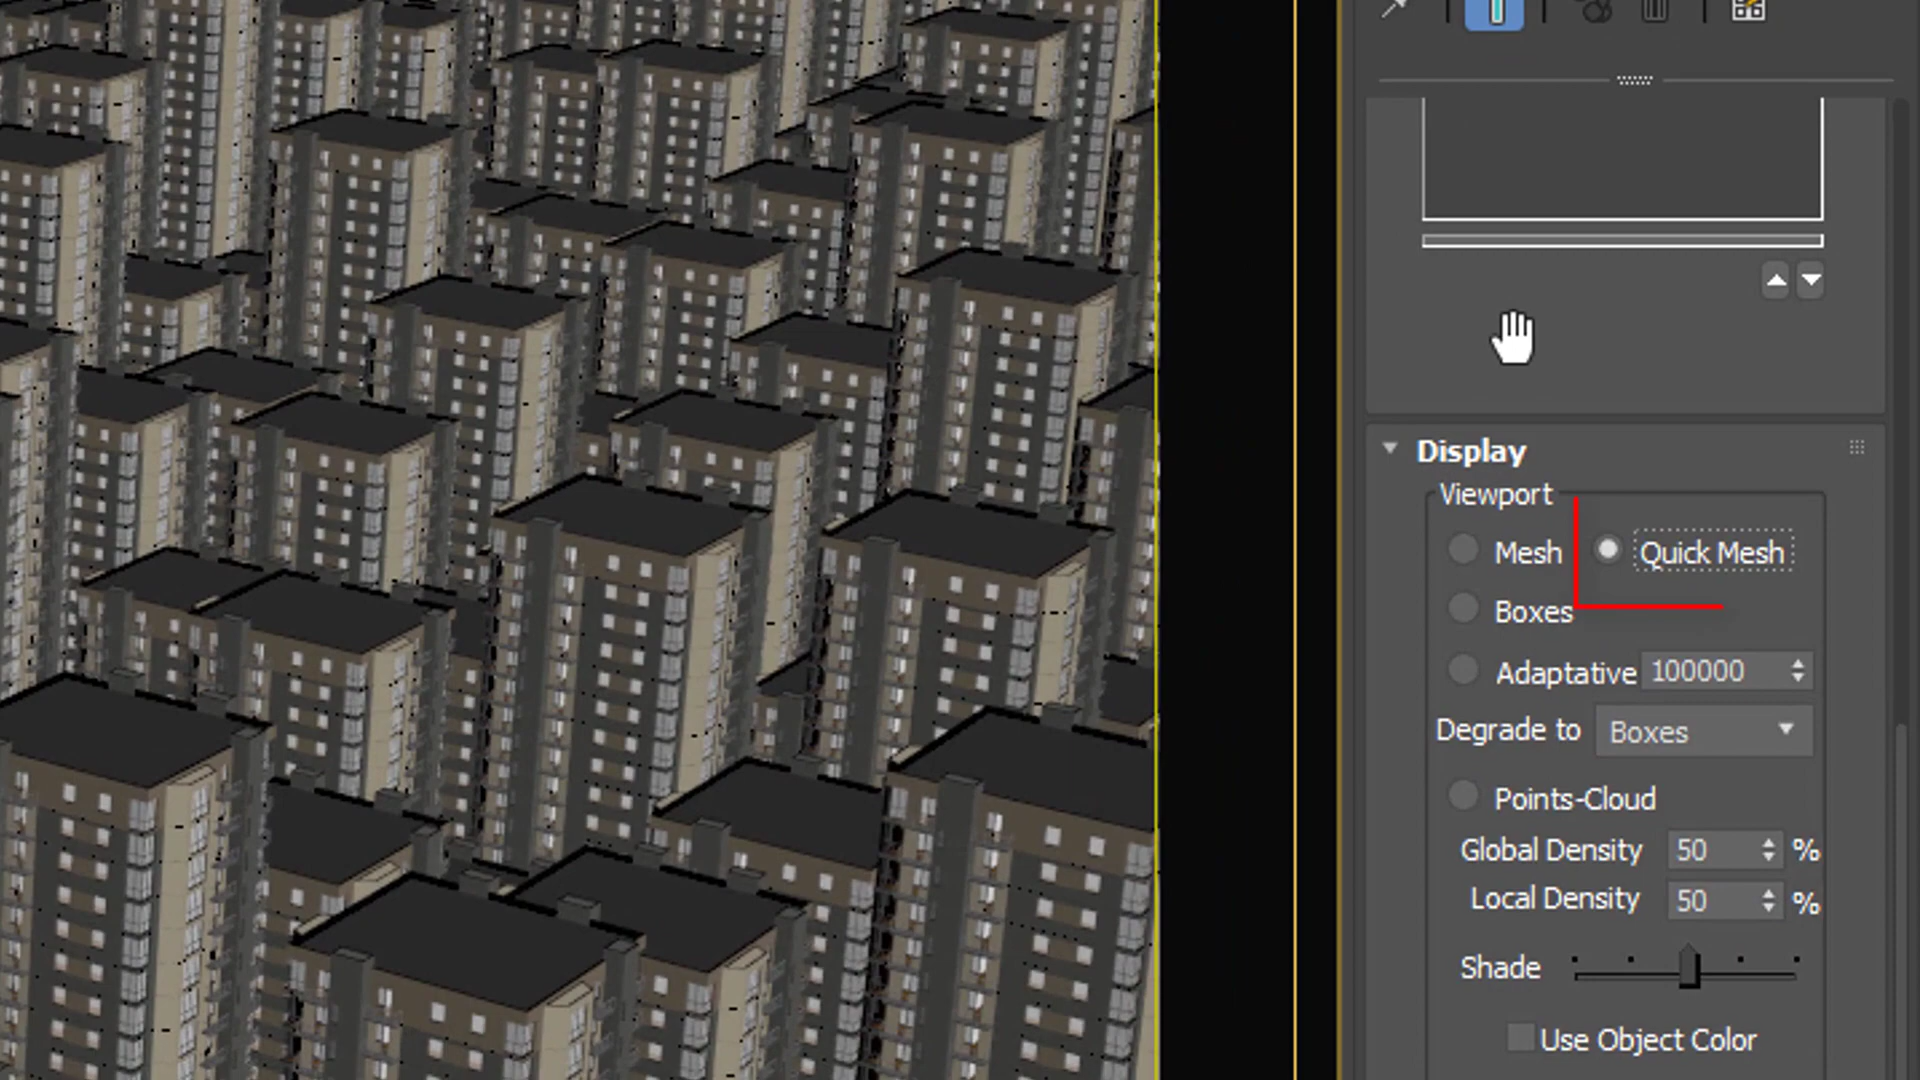 Display
Viewport
Mesh Quick Mesh
Boxes
Adaptative 100000
Degrade to Boxes
Points-Cloud
Global Density 50 %
Local Density 50 %
Shade
Use Object Color